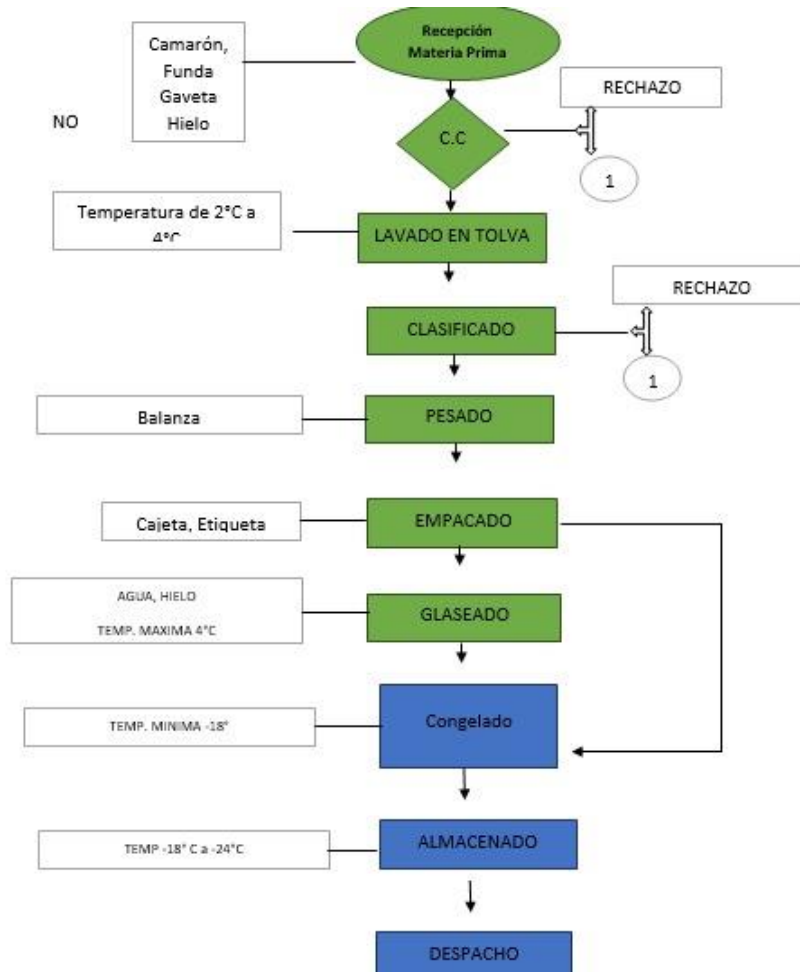 Recepción
Materia Prima
Camarón,
Funda
Gaveta
Hielo
NO
RECHAZO
C.C
1
Temperatura de 2°C a
4°C
LAVADO EN TOLVA
RECHAZO
CLASIFICADO
1
Balanza
PESADO
Cajeta, Etiqueta
EMPACADO
AGUA, HIELO
TEMP. MAXIMA 4°C
GLASEADO
TEMP. MINIMA -18°
Congelado
TEMP -18° C a -24°C
ALMACENADO
DESPACHO